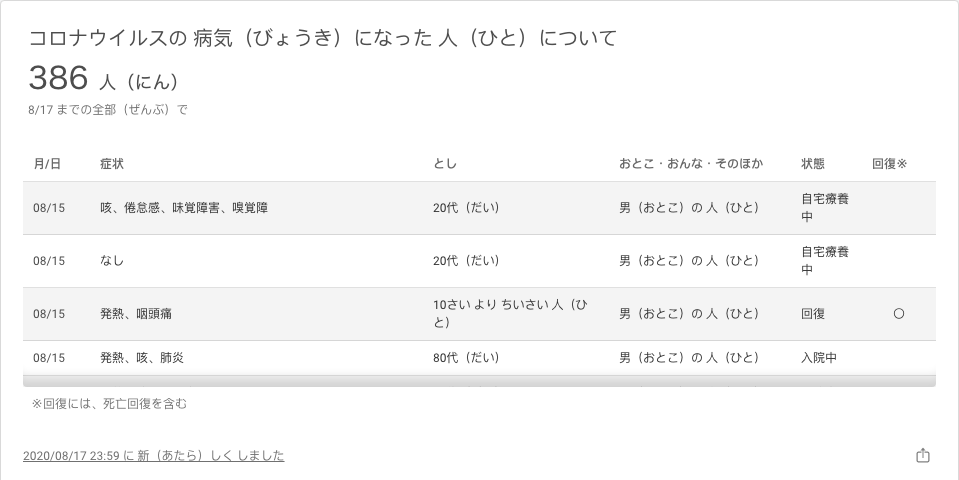 コロナウイルスの 病気（びょうき）になった 人（ひと）について
386 人（にん）
8/17 までの全部（ぜんぶ）で
月/日 症状 とし おとこ・おんな・そのほか 状態 回復※
08/15 咳、倦怠感、味覚障害、嗅覚障 20代（だい） 男（おとこ）の 人（ひと） 自宅療養
中
08/15 なし 20代（だい） 男（おとこ）の 人（ひと） 自宅療養
中
08/15 発熱、咽頭痛 10さい より ちいさい 人（ひ
と） 男（おとこ）の 人（ひと） 回復 〇
08/15 発熱、咳、肺炎 80代（だい） 男（おとこ）の 人（ひと） 入院中
※回復には、死亡回復を含む
2020/08/17 23:59 に 新（あたら）しく しました